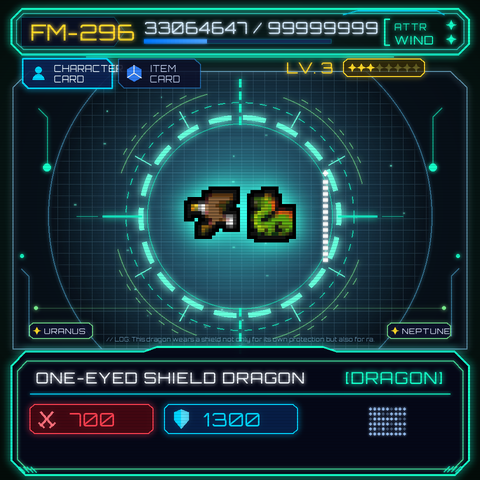 FM-296
33064647 / 99999999
ATTR
WIND
CHARACTER
CARD
ITEM
CARD
LV. 3
URANUS
NEPTUNE
// LOG: This dragon wears a shield not only for its own protection but also for ra.
ONE-EYED SHIELD DRAGON
[DRAGON]
700
1300